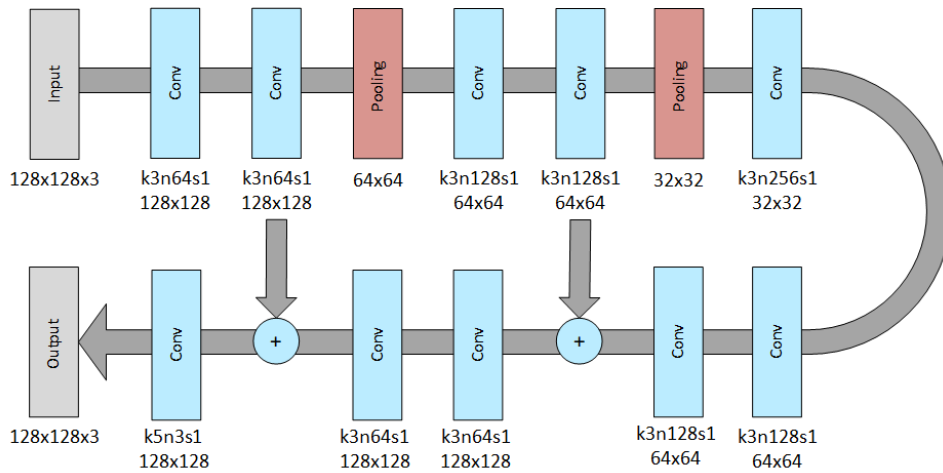 Input
Conv
Conv
Pooling
Conv
Conv
Pooling
Conv
128x128x3
k3n64s1
128x128
k3n64s1
128x128
64x64
k3n128s1
64x64
k3n128s1
64x64
32x32
k3n256s1
32x32
Output
Conv
+
Conv
Conv
+
Conv
Conv
128x128x3
k5n3s1
128x128
k3n64s1
128x128
k3n64s1
128x128
k3n128s1
64x64
k3n128s1
64x64